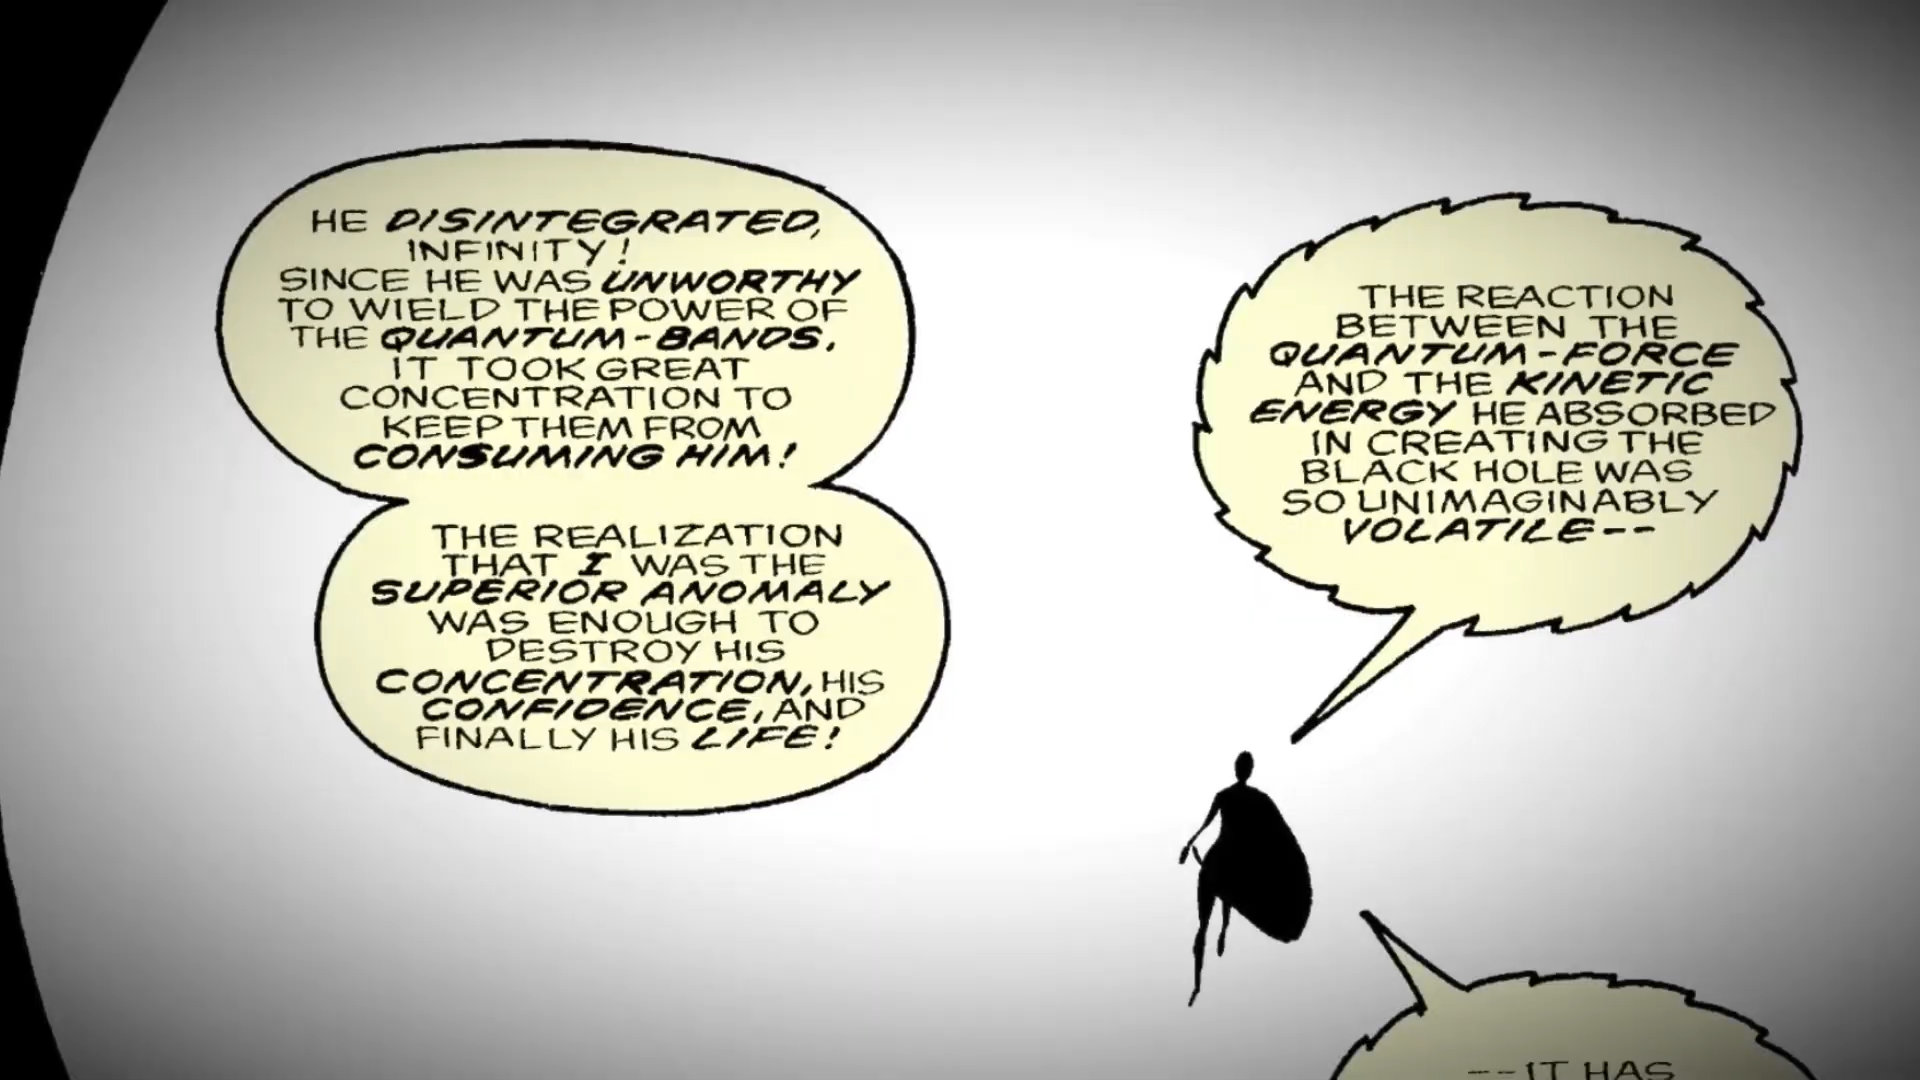 HE DISINTEGRATED,
INFINITY!
SINCE HE WAS UNWORTHY
TO WIELD THE POWER OF
THE QUANTUM-BANDS,
IT TOOK GREAT
CONCENTRATION TO
KEEP THEM FROM
CONSUMING HIM!
THE REALIZATION
THAT I WAS THE
SUPERIOR ANOMALY
WAS ENOUGH TO
DESTROY HIS
CONCENTRATION, HIS
CONFIDENCE, AND
FINALLY HIS LIFE!
THE REACTION
BETWEEN THE
QUANTUM-FORCE
AND THE KINETIC
ENERGY HE ABSORBED
IN CREATING THE
BLACK HOLE WAS
SO UNIMAGINABLY
VOLATILE--
--IT HAS